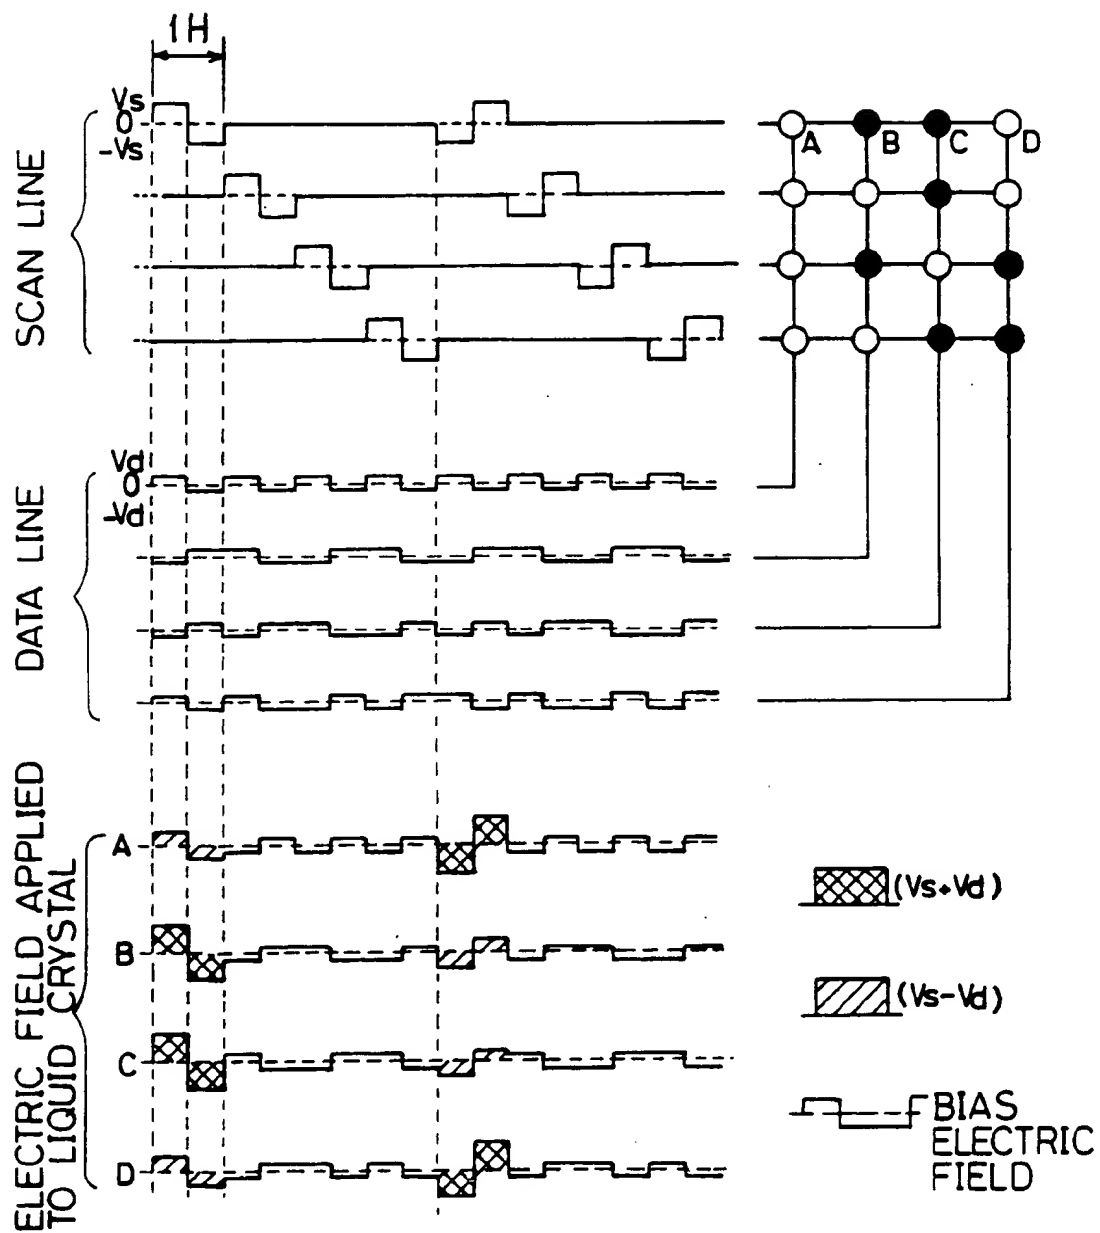 1H
SCAN LINE
Vs
0
-Vs
A B C D
DATA LINE
Vd
0
-Vd
ELECTRIC FIELD APPLIED
TO LIQUID CRYSTAL
A
B
C
D
(Vs+Vd)
(Vs-Vd)
BIAS
ELECTRIC
FIELD